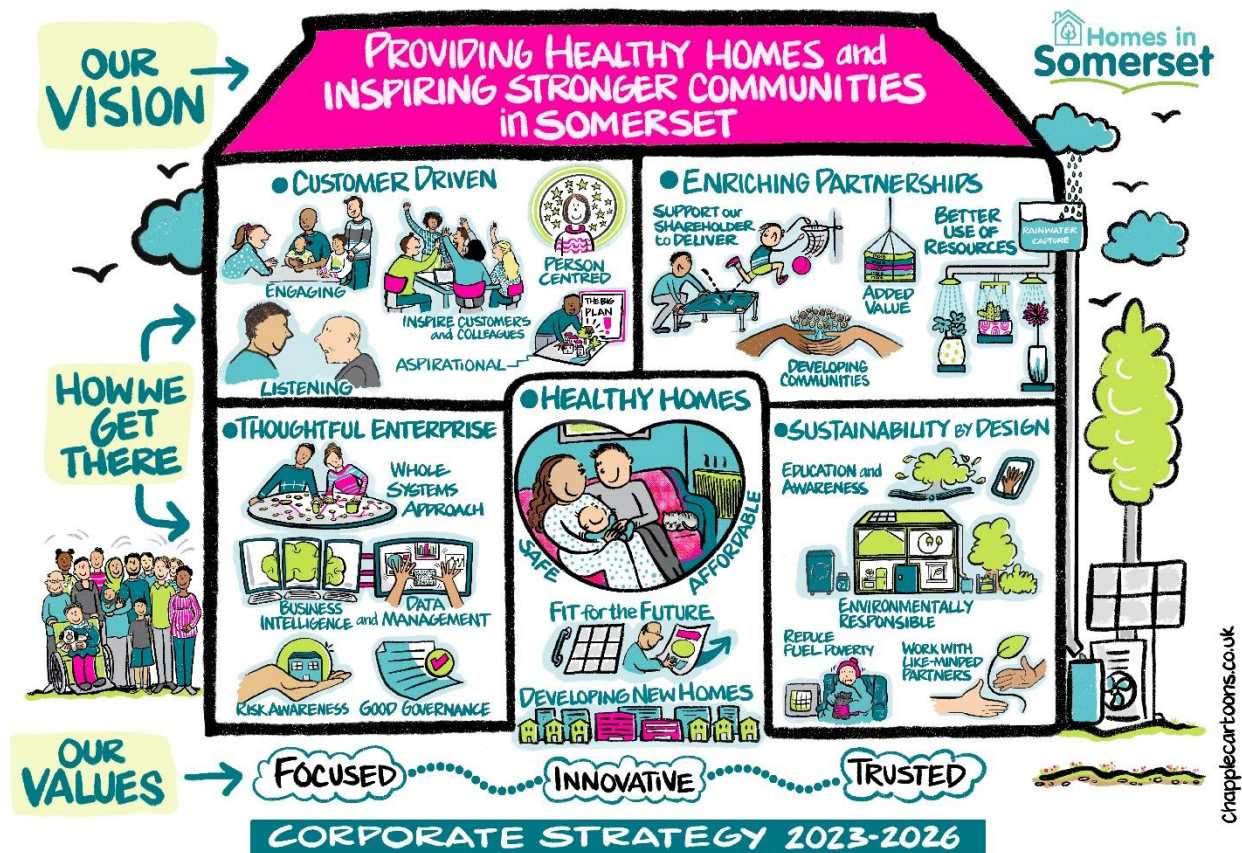 OUR
VISION
PROVIDING HEALTHY HOMES and
INSPIRING STRONGER COMMUNITIES
in SOMERSET
Homes in
Somerset
HOW WE
GET
THERE
CUSTOMER DRIVEN
ENGAGING
INSPIRE CUSTOMERS
and COLLEAGUES
PERSON
CENTRED
THE BIG
PLAN
!
ASPIRATIONAL
LISTENING
ENRICHING PARTNERSHIPS
SUPPORT our
SHAREHOLDER
to DELIVER
ADDED
VALUE
BETTER
USE OF
RESOURCES
RAINWATER
CAPTURE
DEVELOPING
COMMUNITIES
THOUGHTFUL ENTERPRISE
WHOLE
SYSTEMS
APPROACH
BUSINESS
INTELLIGENCE and
DATA
MANAGEMENT
RISK AWARENESS
GOOD GOVERNANCE
HEALTHY HOMES
SAFE
AFFORDABLE
FIT for the FUTURE
DEVELOPING NEW HOMES
SUSTAINABILITY BY DESIGN
EDUCATION and
AWARENESS
ENVIRONMENTALLY
RESPONSIBLE
REDUCE
FUEL POVERTY
WORK WITH
LIKE-MINDED
PARTNERS
OUR
VALUES
FOCUSED
INNOVATIVE
TRUSTED
CORPORATE STRATEGY 2023-2026
chapplecartoons.co.uk